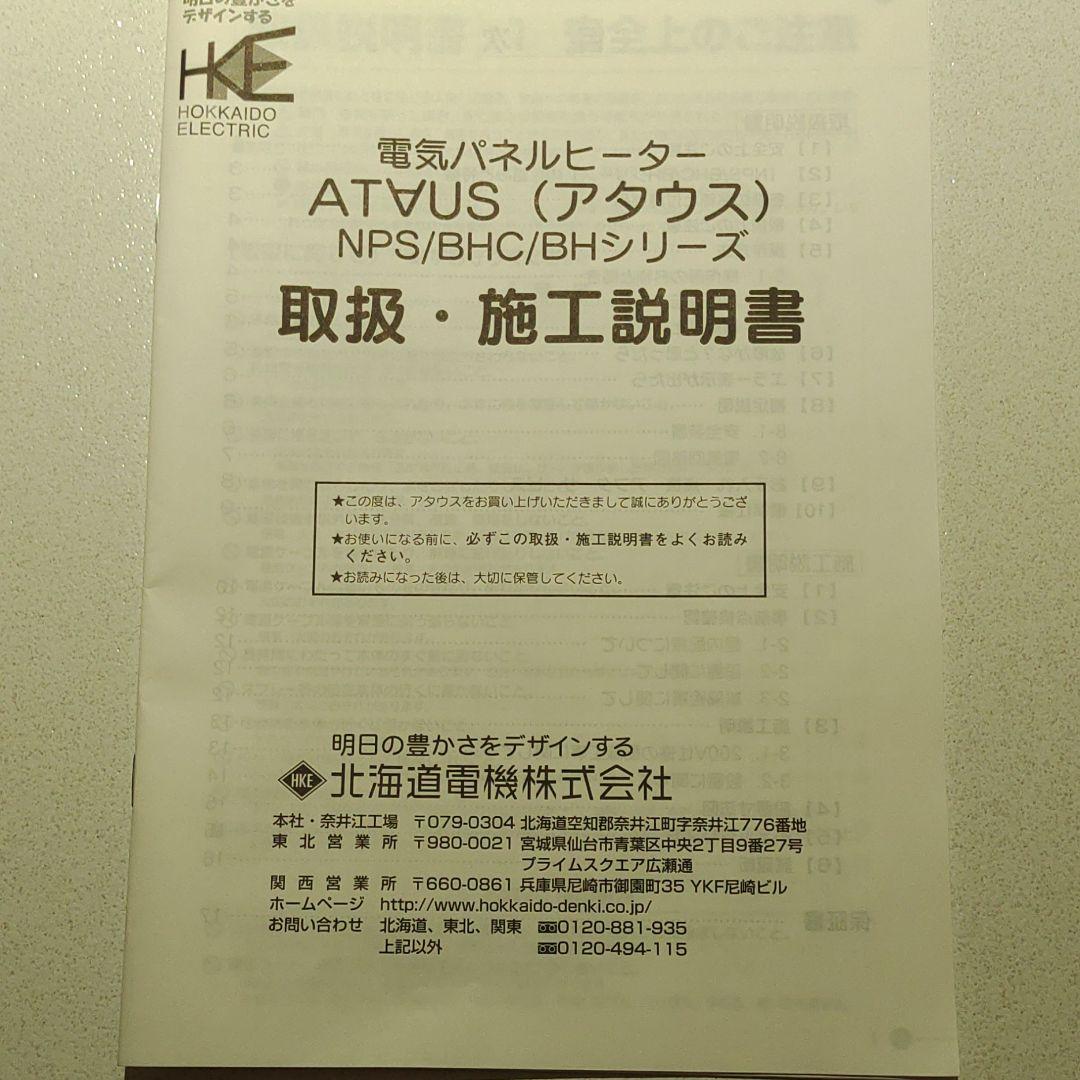 明日の豊かさを
デザインする
HKE
HOKKAIDO
ELECTRIC
電気パネルヒーター
AT∀US（アタウス）
NPS/BHC/BHシリーズ
取扱・施工説明書
★この度は、アタウスをお買い上げいただきまして誠にありがとうござ
います。
★お使いになる前に、必ずこの取扱・施工説明書をよくお読み
ください。
★お読みになった後は、大切に保管してください。
明日の豊かさをデザインする
HKE 北海道電機株式会社
本社・奈井江工場 〒079-0304 北海道空知郡奈井江町字奈井江776番地
東北営業所 〒980-0021 宮城県仙台市青葉区中央2丁目9番27号
プライムスクエア広瀬通
関西営業所 〒660-0861 兵庫県尼崎市御園町35 YKF尼崎ビル
ホームページ http://www.hokkaido-denki.co.jp/
お問い合わせ 北海道、東北、関東 0120-881-935
上記以外 0120-494-115